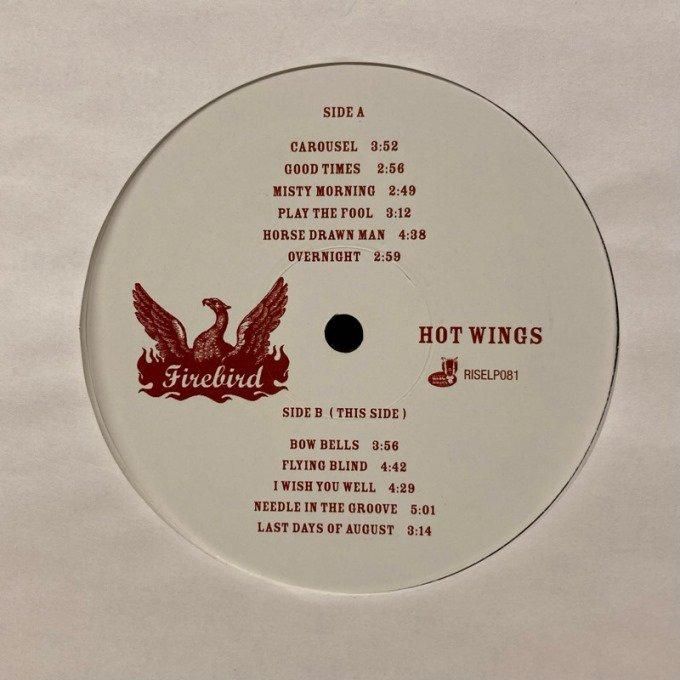 SIDE A
CAROUSEL 3:52
GOOD TIMES 2:56
MISTY MORNING 2:49
PLAY THE FOOL 3:12
HORSE DRAWN MAN 4:38
OVERNIGHT 2:59
Firebird
HOT WINGS
RISELP081
SIDE B (THIS SIDE)
BOW BELLS 3:56
FLYING BLIND 4:42
I WISH YOU WELL 4:29
NEEDLE IN THE GROOVE 5:01
LAST DAYS OF AUGUST 3:14